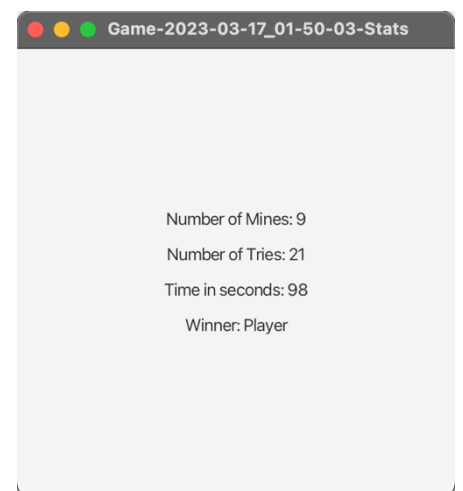 Game-2023-03-17_01-50-03-Stats
Number of Mines: 9
Number of Tries: 21
Time in seconds: 98
Winner: Player